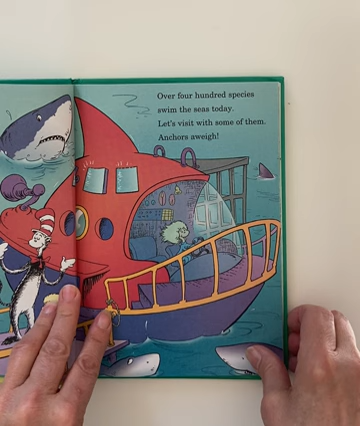 Over four hundred species
swim the seas today.
Let's visit with some of them.
Anchors aweigh!